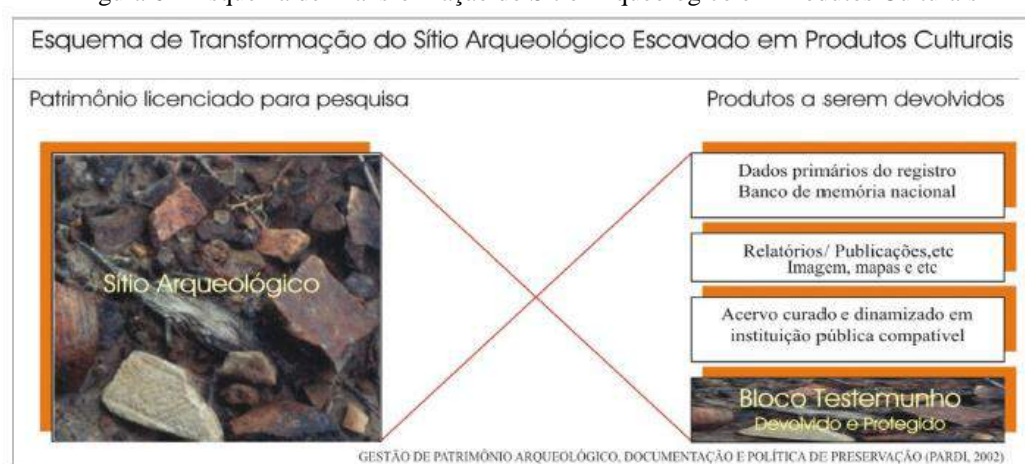 Esquema de Transformação do Sítio Arqueológico Escavado em Produtos Culturais
Patrimônio licenciado para pesquisa
Produtos a serem devolvidos
Sítio Arqueológico
Dados primários do registro
Banco de memória nacional
Relatórios/ Publicações,etc
Imagem, mapas e etc
Acervo curado e dinamizado em
instituição pública compatível
Bloco Testemunho
Devolvido e Protegido
GESTÃO DE PATRIMÔNIO ARQUEOLÓGICO, DOCUMENTAÇÃO E POLÍTICA DE PRESERVAÇÃO (PARDI, 2002)